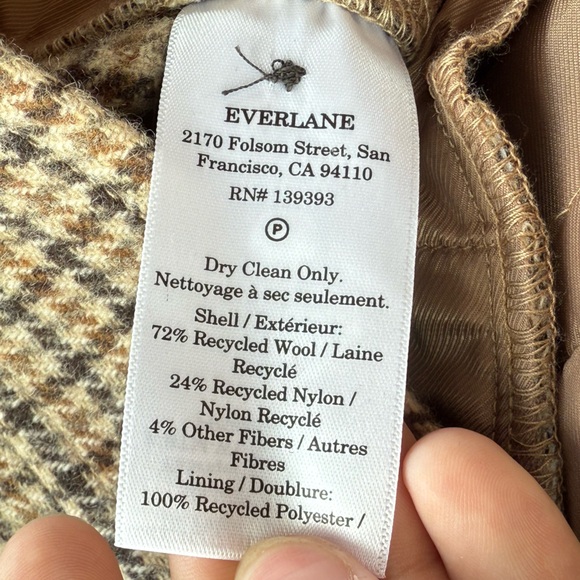 EVERLANE
2170 Folsom Street, San
Francisco, CA 94110
RN# 139393
P
Dry Clean Only.
Nettoyage à sec seulement.
Shell / Extérieur:
72% Recycled Wool / Laine
Recyclé
24% Recycled Nylon /
Nylon Recyclé
4% Other Fibers / Autres
Fibres
Lining / Doublure:
100% Recycled Polyester /